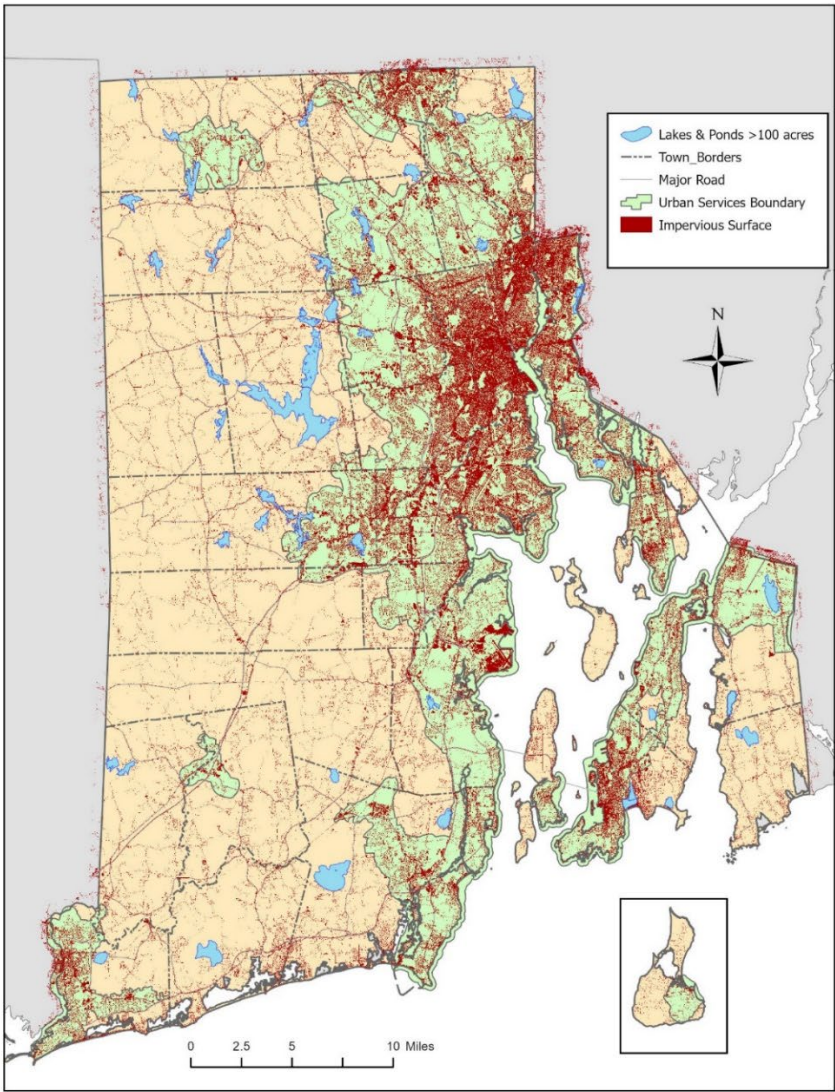 Lakes & Ponds >100 acres
Town_Borders
Major Road
Urban Services Boundary
Impervious Surface
N
0 2.5 5 10 Miles